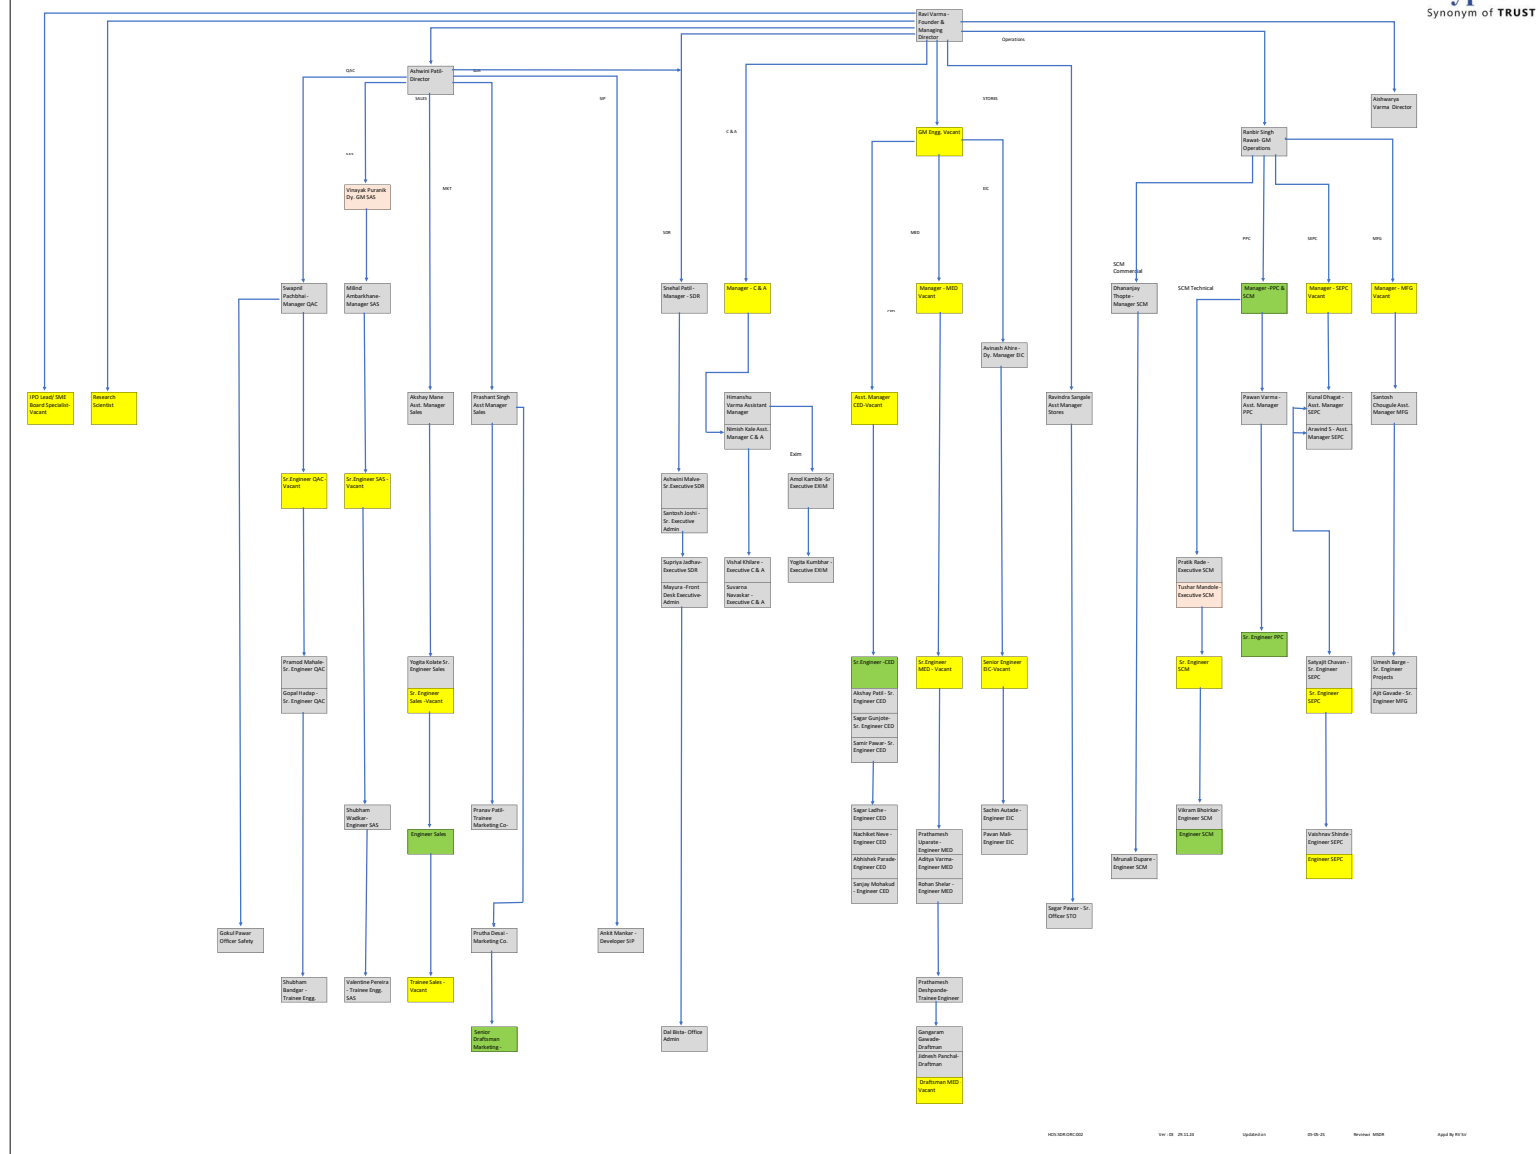 Synonym of TRUST
Ravi Varma -
Founder &
Managing
Director
Operations
Ashwini Patil-
Director
QAC
SALES
SIP
STORES
C & A
Aishwarya
Varma Director
GM Engg. Vacant
Ranbir Singh
Rawat- GM
Operations
Vinayak Puranik
Dy. GM SAS
MKT
EIC
SDR
MED
PPC
SEPC
MFG
SCM
Commercial
SCM Technical
Swapnil
Pachbhai -
Manager QAC
Milind
Ambarkhane-
Manager SAS
Snehal Patil -
Manager - SDR
Manager - C & A
Manager - MED
Vacant
Dhananjay
Thopte -
Manager SCM
Manager -PPC &
SCM
Manager - SEPC
Vacant
Manager - MFG
Vacant
Avinash Ahire -
Dy. Manager EIC
IPD Lead/ SME
Board Specialist-
Vacant
Research
Scientist
Akshay Mane
Asst. Manager
Sales
Prashant Singh
Asst Manager
Sales
Himanshu
Varma Assistant
Manager
Nimish Kale Asst.
Manager C & A
Asst. Manager
CED-Vacant
Ravindra Sangale
Asst Manager
Stores
Pawan Varma -
Asst. Manager
PPC
Kunal Dhagat -
Asst. Manager
SEPC
Aravind S - Asst.
Manager SEPC
Santosh
Chougule Asst.
Manager MFG
Exim
Sr.Engineer QAC -
Vacant
Sr.Engineer SAS -
Vacant
Ashwini Malve-
Sr.Executive SDR
Santosh Joshi -
Sr. Executive
Admin
Amol Kamble -Sr
Executive EXIM
Supriya Jadhav-
Executive SDR
Mayura -Front
Desk Executive-
Admin
Vishal Khilare -
Executive C & A
Suvarna
Navaskar -
Executive C & A
Yogita Kumbhar -
Executive EXIM
Pratik Rade -
Executive SCM
Tushar Mandole -
Executive SCM
Sr. Engineer PPC
Pramod Mahale-
Sr. Engineer QAC
Gopal Hadap -
Sr. Engineer QAC
Yogita Kolate Sr.
Engineer Sales
Sr. Engineer
Sales -Vacant
Sr.Engineer -CED
Akshay Patil - Sr.
Engineer CED
Sagar Gunjote-
Sr. Engineer CED
Samir Pawar- Sr.
Engineer CED
Sr.Engineer
MED - Vacant
Senior Engineer
EIC-Vacant
Sr. Engineer
SCM
Satyajit Chavan -
Sr. Engineer
SEPC
Sr. Engineer
SEPC
Umesh Barge -
Sr. Engineer
Projects
Ajit Gavade - Sr.
Engineer MFG
Shubham
Wadkar-
Engineer SAS
Engineer Sales
Pranav Patil-
Trainee
Marketing Co-
Sagar Ladhe -
Engineer CED
Nachiket Neve -
Engineer CED
Abhishek Parade-
Engineer CED
Sanjay Mohakud
- Engineer CED
Prathamesh
Uparate -
Engineer MED
Aditya Varma-
Engineer MED
Rohan Shelar -
Engineer MED
Sachin Autade -
Engineer EIC
Pavan Mali-
Engineer EIC
Mrunali Dupare -
Engineer SCM
Vikram Bhoirkar-
Engineer SCM
Engineer SCM
Vaishnav Shinde-
Engineer SEPC
Engineer SEPC
Sagar Pawar - Sr.
Officer STO
Gokul Pawar
Officer Safety
Prutha Desai -
Marketing Co.
Ankit Mankar -
Developer SIP
Shubham
Bandgar -
Trainee Engg.
Valentine Pereira
- Trainee Engg.
SAS
Trainee Sales -
Vacant
Prathamesh
Deshpande-
Trainee Engineer
Senior
Draftsman
Marketing -
Dal Bista- Office
Admin
Gangaram
Gawade-
Draftman
Jidnesh Panchal-
Draftman
Draftsman MED
Vacant
Updated on